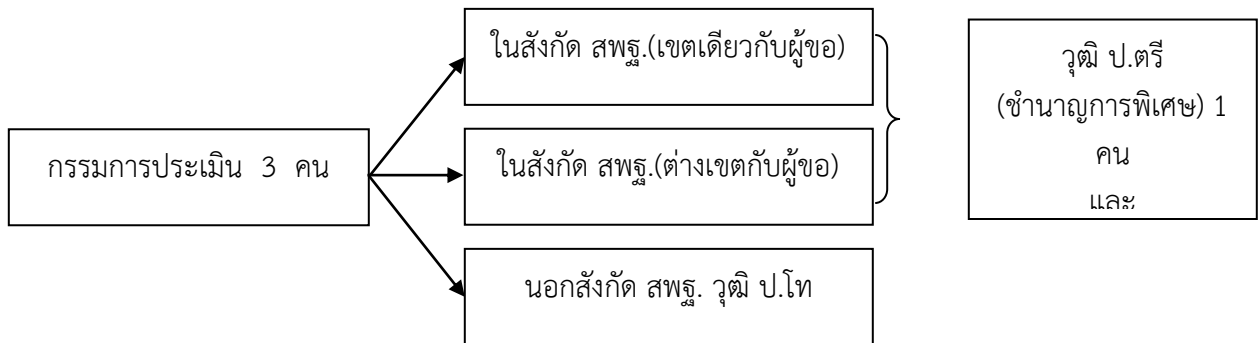 กรรมการประเมิน 3 คน
ในสังกัด สพฐ.(เขตเดียวกับผู้ขอ)
ในสังกัด สพฐ.(ต่างเขตกับผู้ขอ)
นอกสังกัด สพฐ. วุฒิ ป.โท
วุฒิ ป.ตรี
(ชำนาญการพิเศษ) 1
คน
และ